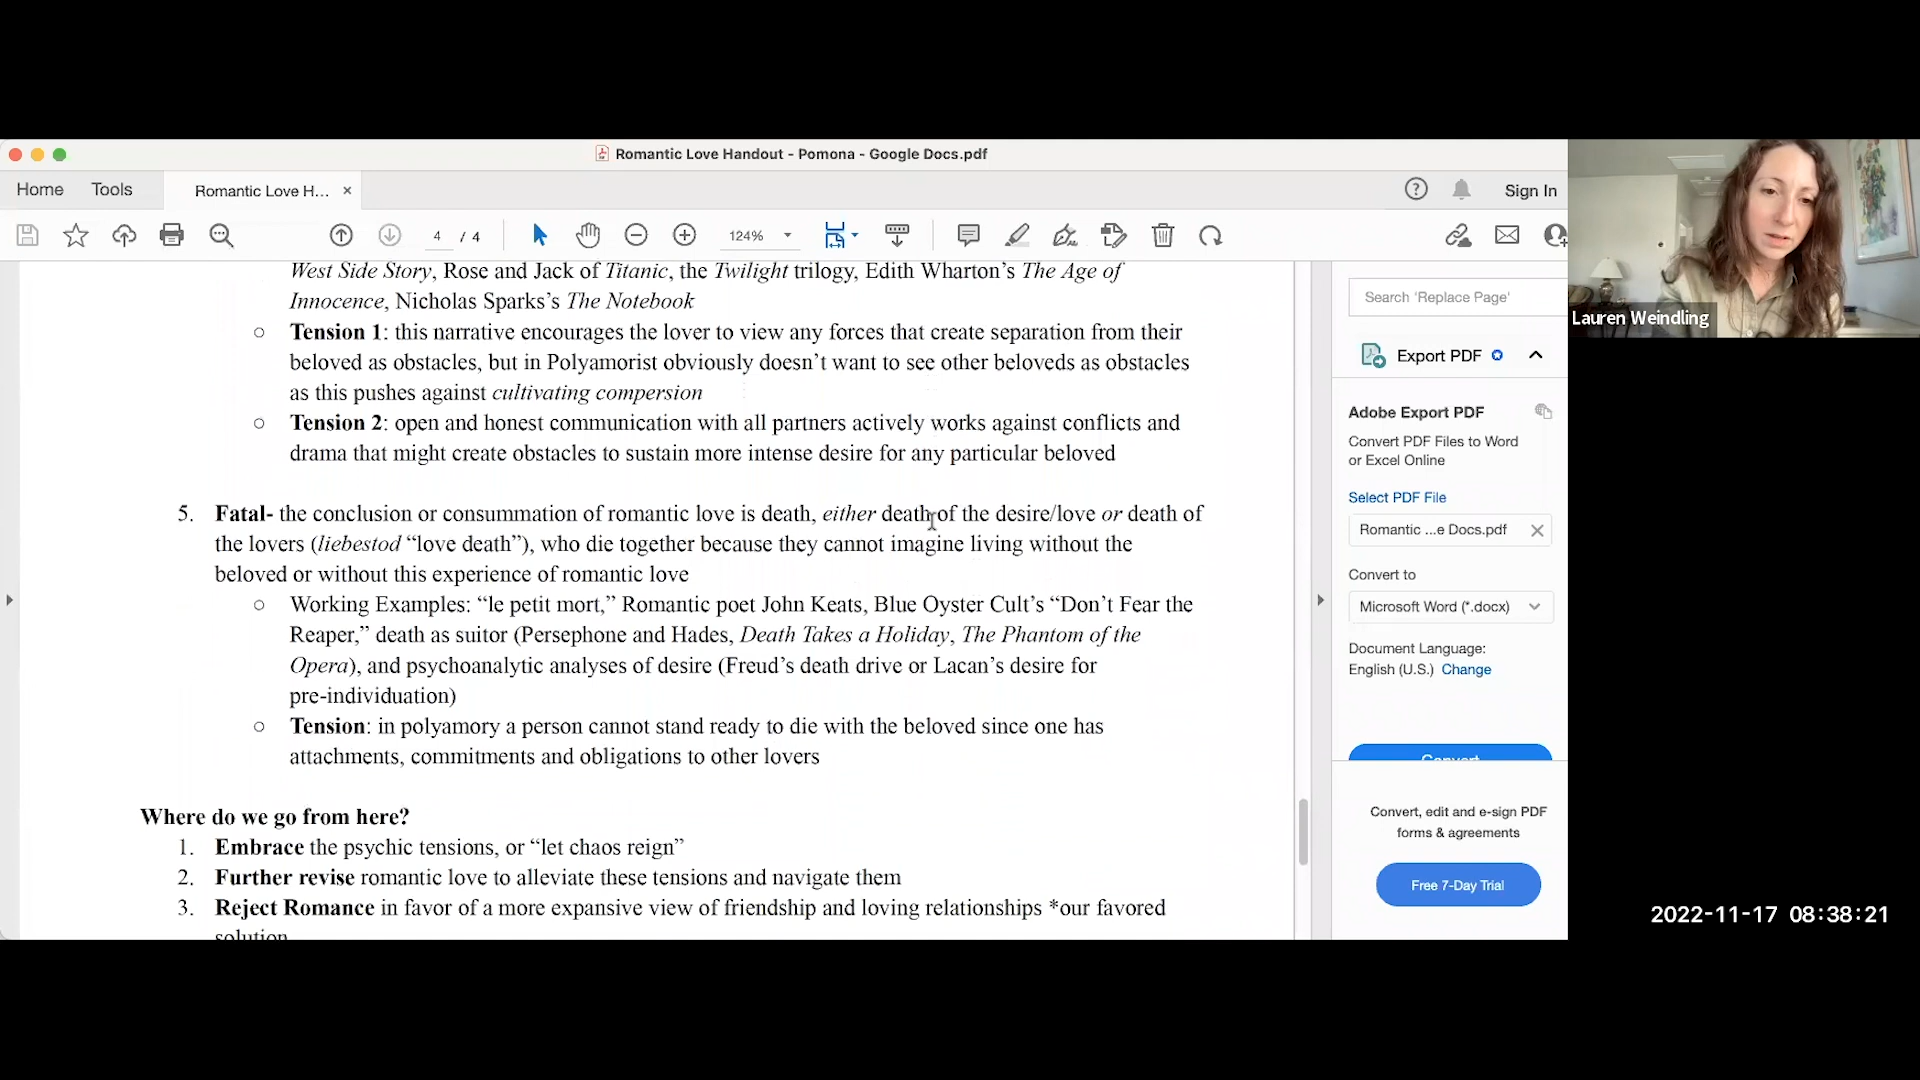 Romantic Love Handout - Pomona - Google Docs.pdf
Home Tools Romantic Love H... × Sign In
4 / 4 124%
West Side Story, Rose and Jack of Titanic, the Twilight trilogy, Edith Wharton's The Age of
Innocence, Nicholas Sparks's The Notebook
○ Tension 1: this narrative encourages the lover to view any forces that create separation from their
beloved as obstacles, but in Polyamorist obviously doesn't want to see other beloveds as obstacles
as this pushes against cultivating compersion
○ Tension 2: open and honest communication with all partners actively works against conflicts and
drama that might create obstacles to sustain more intense desire for any particular beloved
5. Fatal- the conclusion or consummation of romantic love is death, either death of the desire/love or death of
the lovers (liebestod “love death”), who die together because they cannot imagine living without the
beloved or without this experience of romantic love
○ Working Examples: “le petit mort,” Romantic poet John Keats, Blue Oyster Cult's “Don't Fear the
Reaper,” death as suitor (Persephone and Hades, Death Takes a Holiday, The Phantom of the
Opera), and psychoanalytic analyses of desire (Freud's death drive or Lacan's desire for
pre-individuation)
○ Tension: in polyamory a person cannot stand ready to die with the beloved since one has
attachments, commitments and obligations to other lovers
Where do we go from here?
1. Embrace the psychic tensions, or “let chaos reign”
2. Further revise romantic love to alleviate these tensions and navigate them
3. Reject Romance in favor of a more expansive view of friendship and loving relationships *our favored
solution
Search 'Replace Page'
Export PDF
Adobe Export PDF
Convert PDF Files to Word
or Excel Online
Select PDF File
Romantic ...e Docs.pdf
Convert to
Microsoft Word (*.docx)
Document Language:
English (U.S.) Change
Convert
Convert, edit and e-sign PDF
forms & agreements
Free 7-Day Trial
Lauren Weindling
2022-11-17 08:38:21